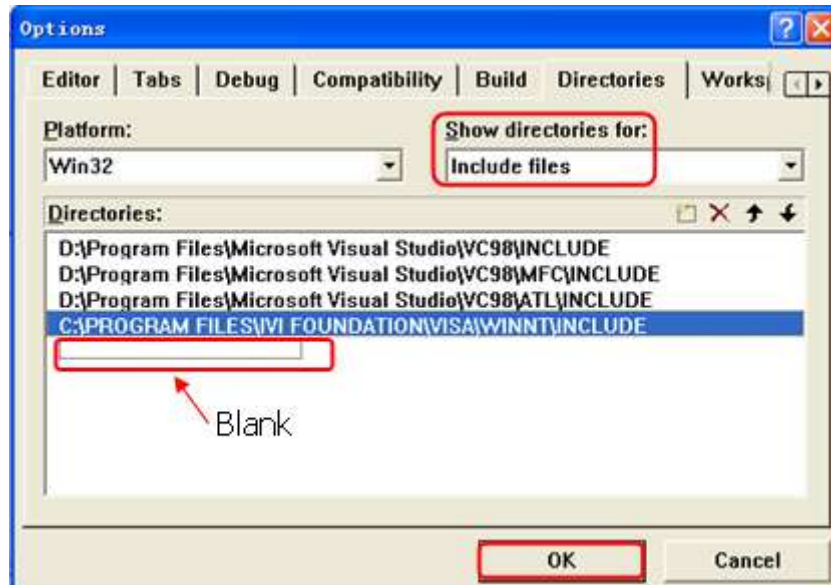 Options
Editor Tabs Debug Compatibility Build Directories
Platform: Show directories for:
Win32 Include files
Directories:
D:\Program Files\Microsoft Visual Studio\VC98\INCLUDE
D:\Program Files\Microsoft Visual Studio\VC98\MFC\INCLUDE
D:\Program Files\Microsoft Visual Studio\VC98\ATL\INCLUDE
C:\PROGRAM FILES\IVI FOUNDATION\VISA\WINNT\INCLUDE
Blank
OK Cancel